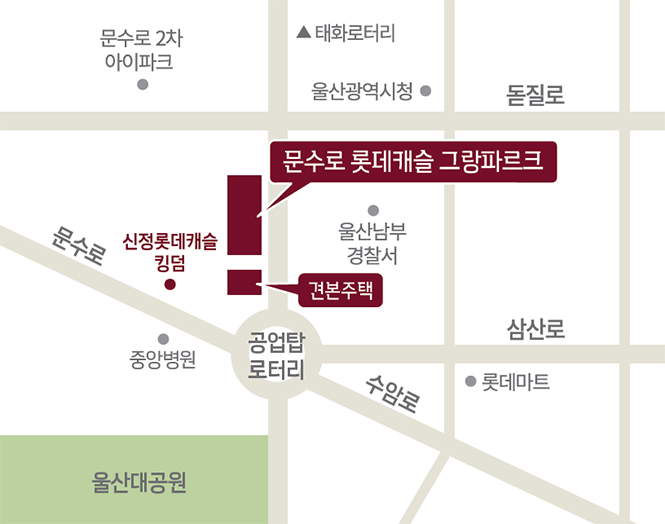 문수로 2차
아이파크
▲ 태화로터리
울산광역시청
돋질로
문수로 롯데캐슬 그랑파르크
울산남부
경찰서
문수로
신정롯데캐슬
킹덤
견본주택
공업탑
로터리
삼산로
중앙병원
수암로
롯데마트
울산대공원